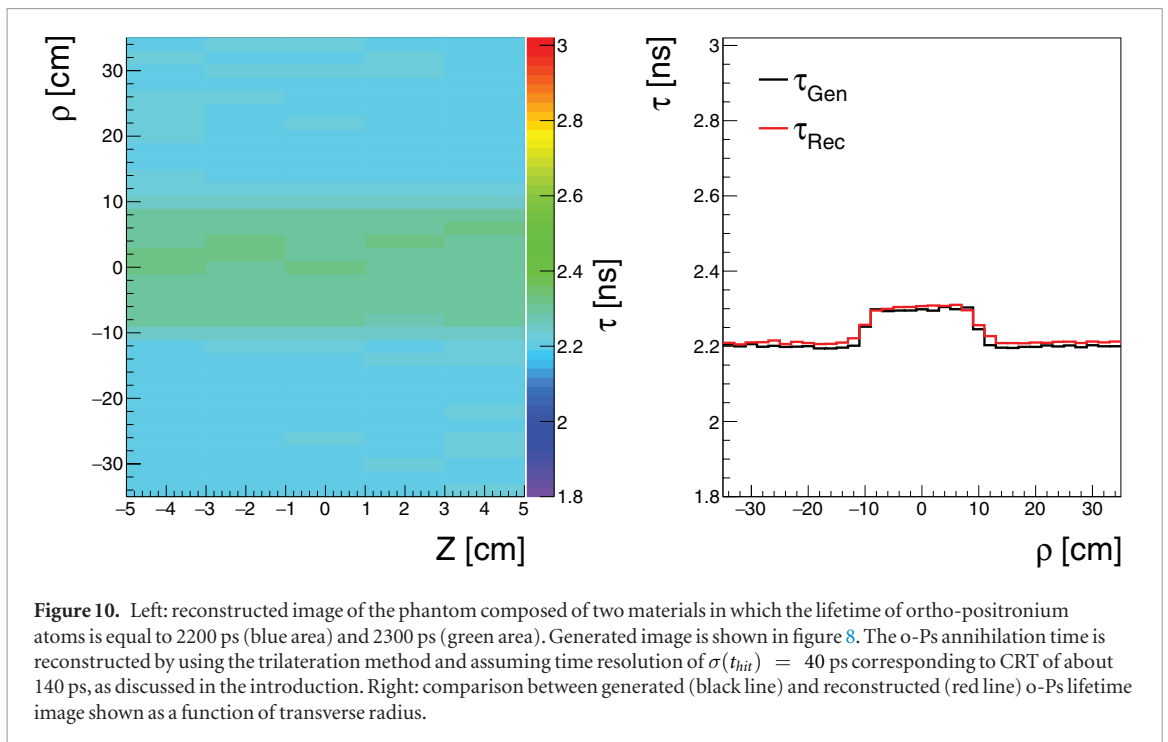 ρ [cm]
30
20
10
0
−10
−20
−30
−5 −4 −3 −2 −1 0 1 2 3 4 5
Z [cm]
3
2.8
2.6
2.4
2.2
2
1.8
τ [ns]
τ [ns]
3
2.8
2.6
2.4
2.2
2
1.8
τGen
τRec
−30 −20 −10 0 10 20 30
ρ [cm]
Figure 10. Left: reconstructed image of the phantom composed of two materials in which the lifetime of ortho-positronium
atoms is equal to 2200 ps (blue area) and 2300 ps (green area). Generated image is shown in figure 8. The o-Ps annihilation time is
reconstructed by using the trilateration method and assuming time resolution of σ(t_hit) = 40 ps corresponding to CRT of about
140 ps, as discussed in the introduction. Right: comparison between generated (black line) and reconstructed (red line) o-Ps lifetime
image shown as a function of transverse radius.